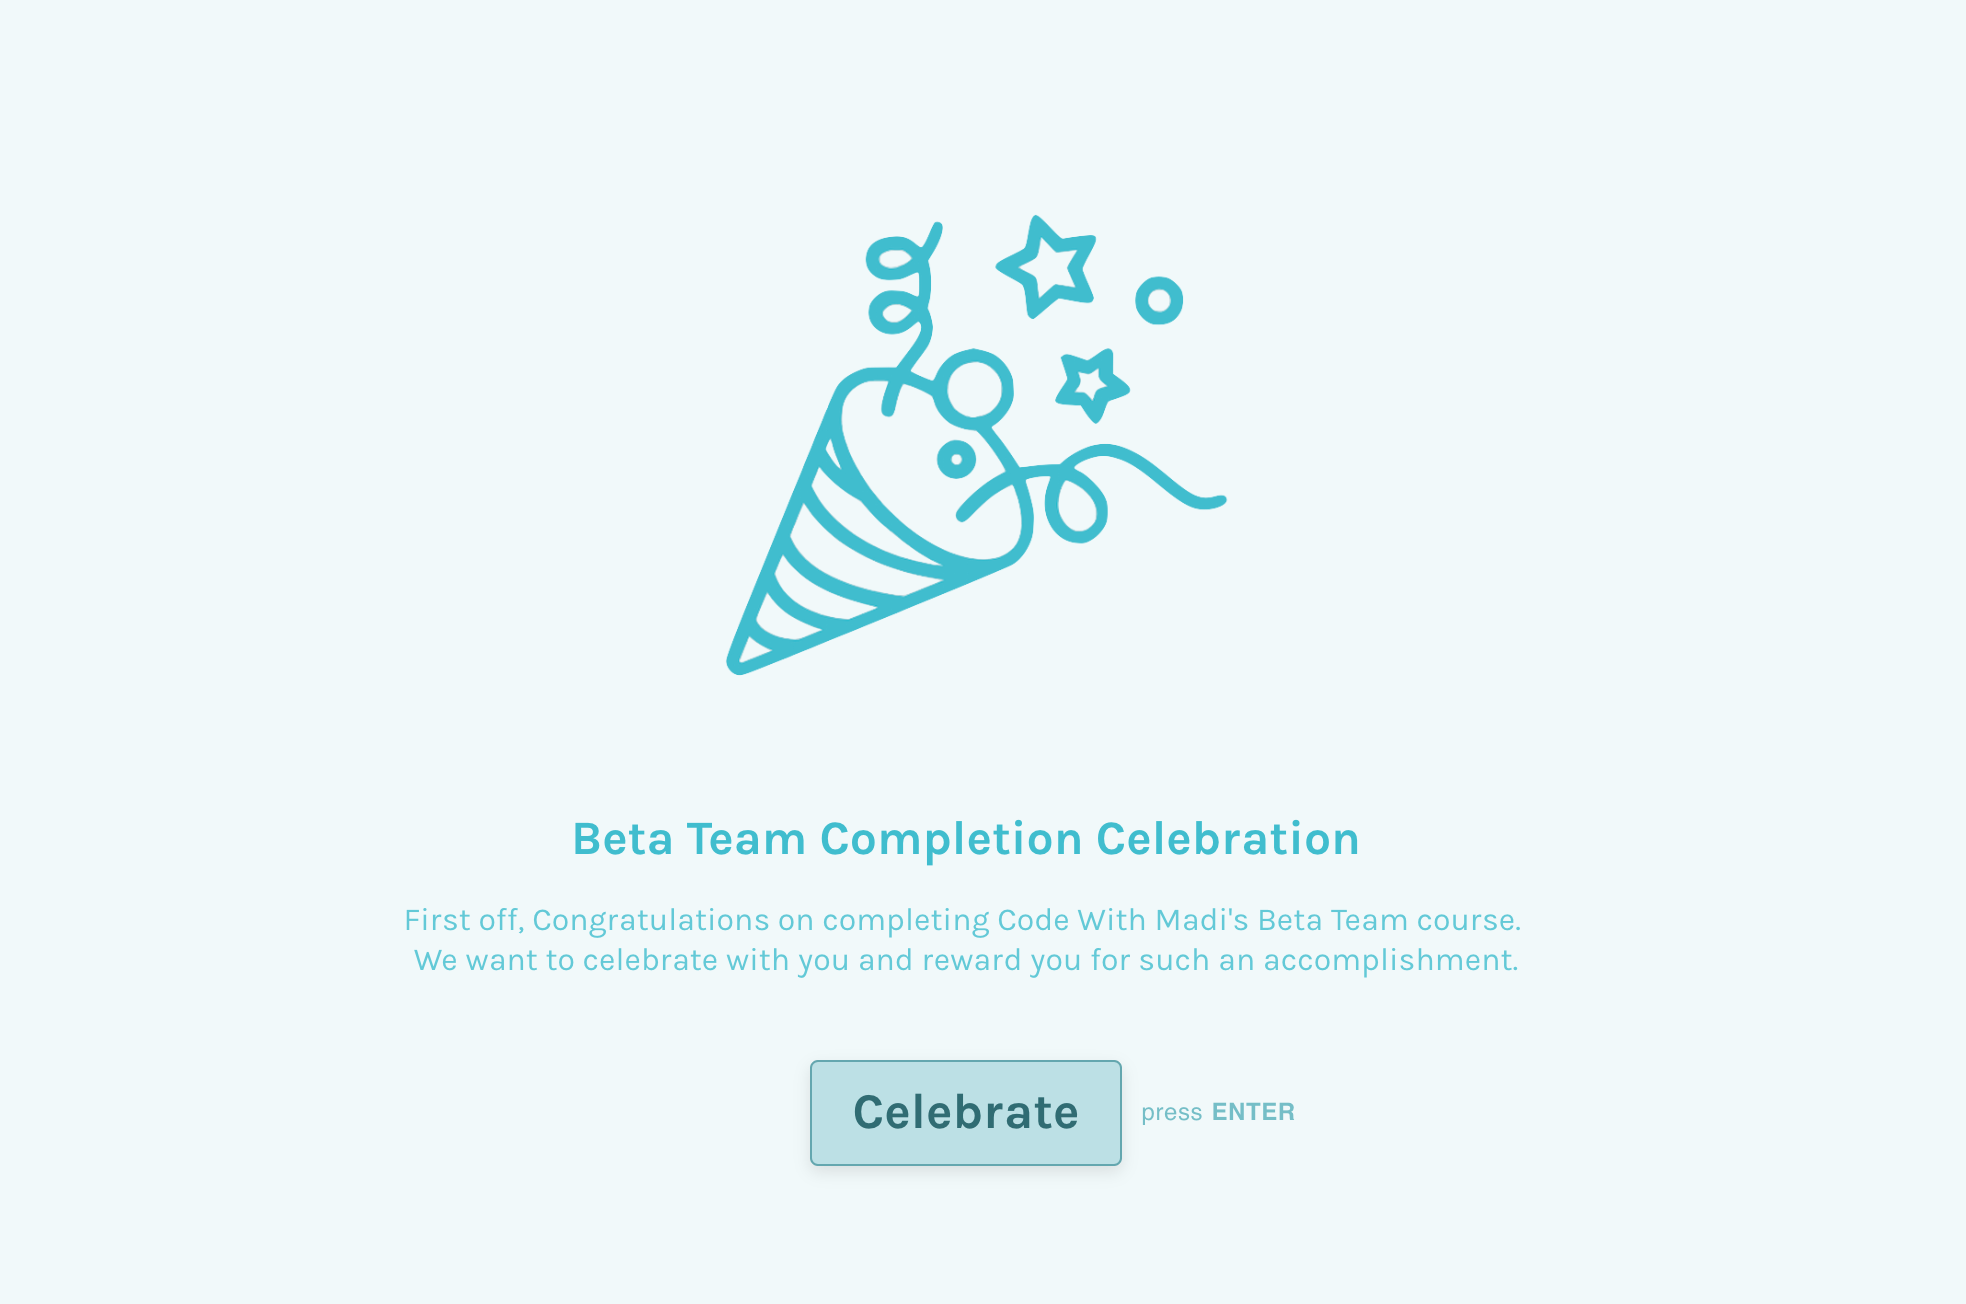 Beta Team Completion Celebration
First off, Congratulations on completing Code With Madi's Beta Team course.
We want to celebrate with you and reward you for such an accomplishment.
Celebrate press ENTER